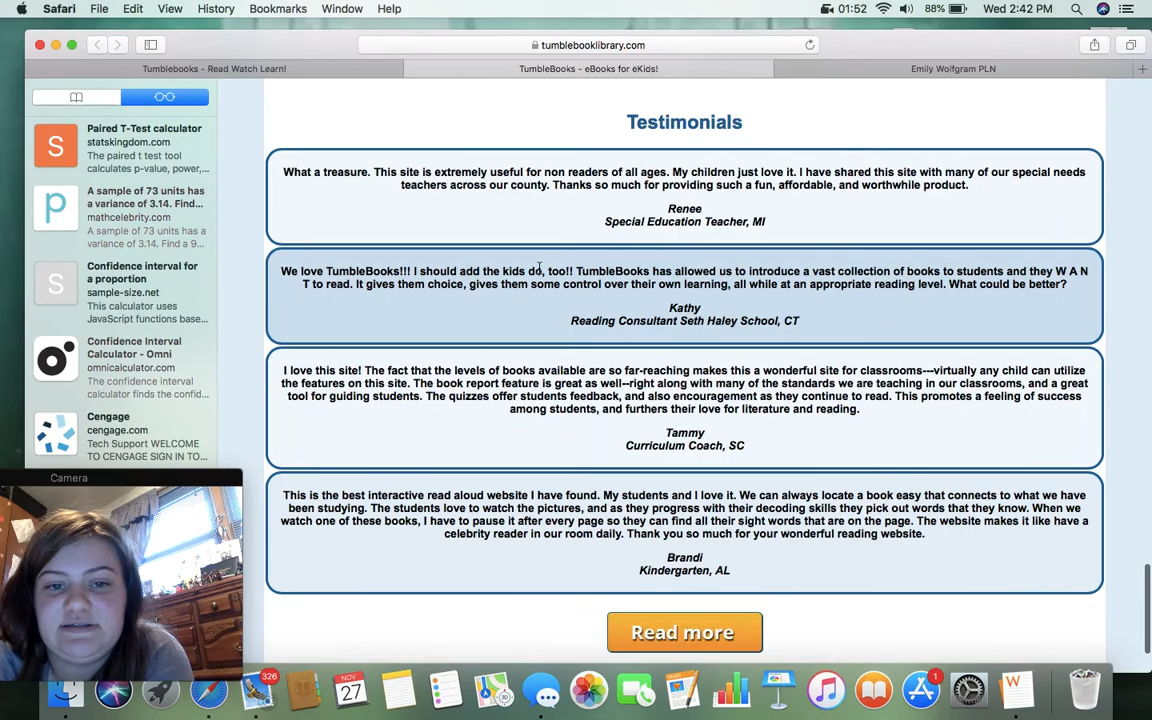 Safari File Edit View History Bookmarks Window Help 01:52 88% Wed 2:42 PM
tumblebooklibrary.com
Tumblebooks - Read Watch Learn! TumbleBooks - eBooks for eKids! Emily Wolfgram PLN
S
Paired T-Test calculator
statskingdom.com
The paired t test tool
calculates p-value, power,...
p
A sample of 73 units has
a variance of 3.14. Find...
mathcelebrity.com
A sample of 73 units has a
variance of 3.14. Find a 9...
S
Confidence interval for
a proportion
sample-size.net
This calculator uses
JavaScript functions base...
Confidence Interval
Calculator - Omni
omnicalculator.com
The confidence interval
calculator finds the confid...
Cengage
cengage.com
Tech Support WELCOME
TO CENGAGE SIGN IN TO...
Camera
Testimonials
What a treasure. This site is extremely useful for non readers of all ages. My children just love it. I have shared this site with many of our special needs
teachers across our county. Thanks so much for providing such a fun, affordable, and worthwhile product.
Renee
Special Education Teacher, MI
We love TumbleBooks!!! I should add the kids do, too!! TumbleBooks has allowed us to introduce a vast collection of books to students and they W A N
T to read. It gives them choice, gives them some control over their own learning, all while at an appropriate reading level. What could be better?
Kathy
Reading Consultant Seth Haley School, CT
I love this site! The fact that the levels of books available are so far-reaching makes this a wonderful site for classrooms---virtually any child can utilize
the features on this site. The book report feature is great as well--right along with many of the standards we are teaching in our classrooms, and a great
tool for guiding students. The quizzes offer students feedback, and also encouragement as they continue to read. This promotes a feeling of success
among students, and furthers their love for literature and reading.
Tammy
Curriculum Coach, SC
This is the best interactive read aloud website I have found. My students and I love it. We can always locate a book easy that connects to what we have
been studying. The students love to watch the pictures, and as they progress with their decoding skills they pick out words that they know. When we
watch one of these books, I have to pause it after every page so they can find all their sight words that are on the page. The website makes it like have a
celebrity reader in our room daily. Thank you so much for your wonderful reading website.
Brandi
Kindergarten, AL
Read more
326
NOV
27
1
W